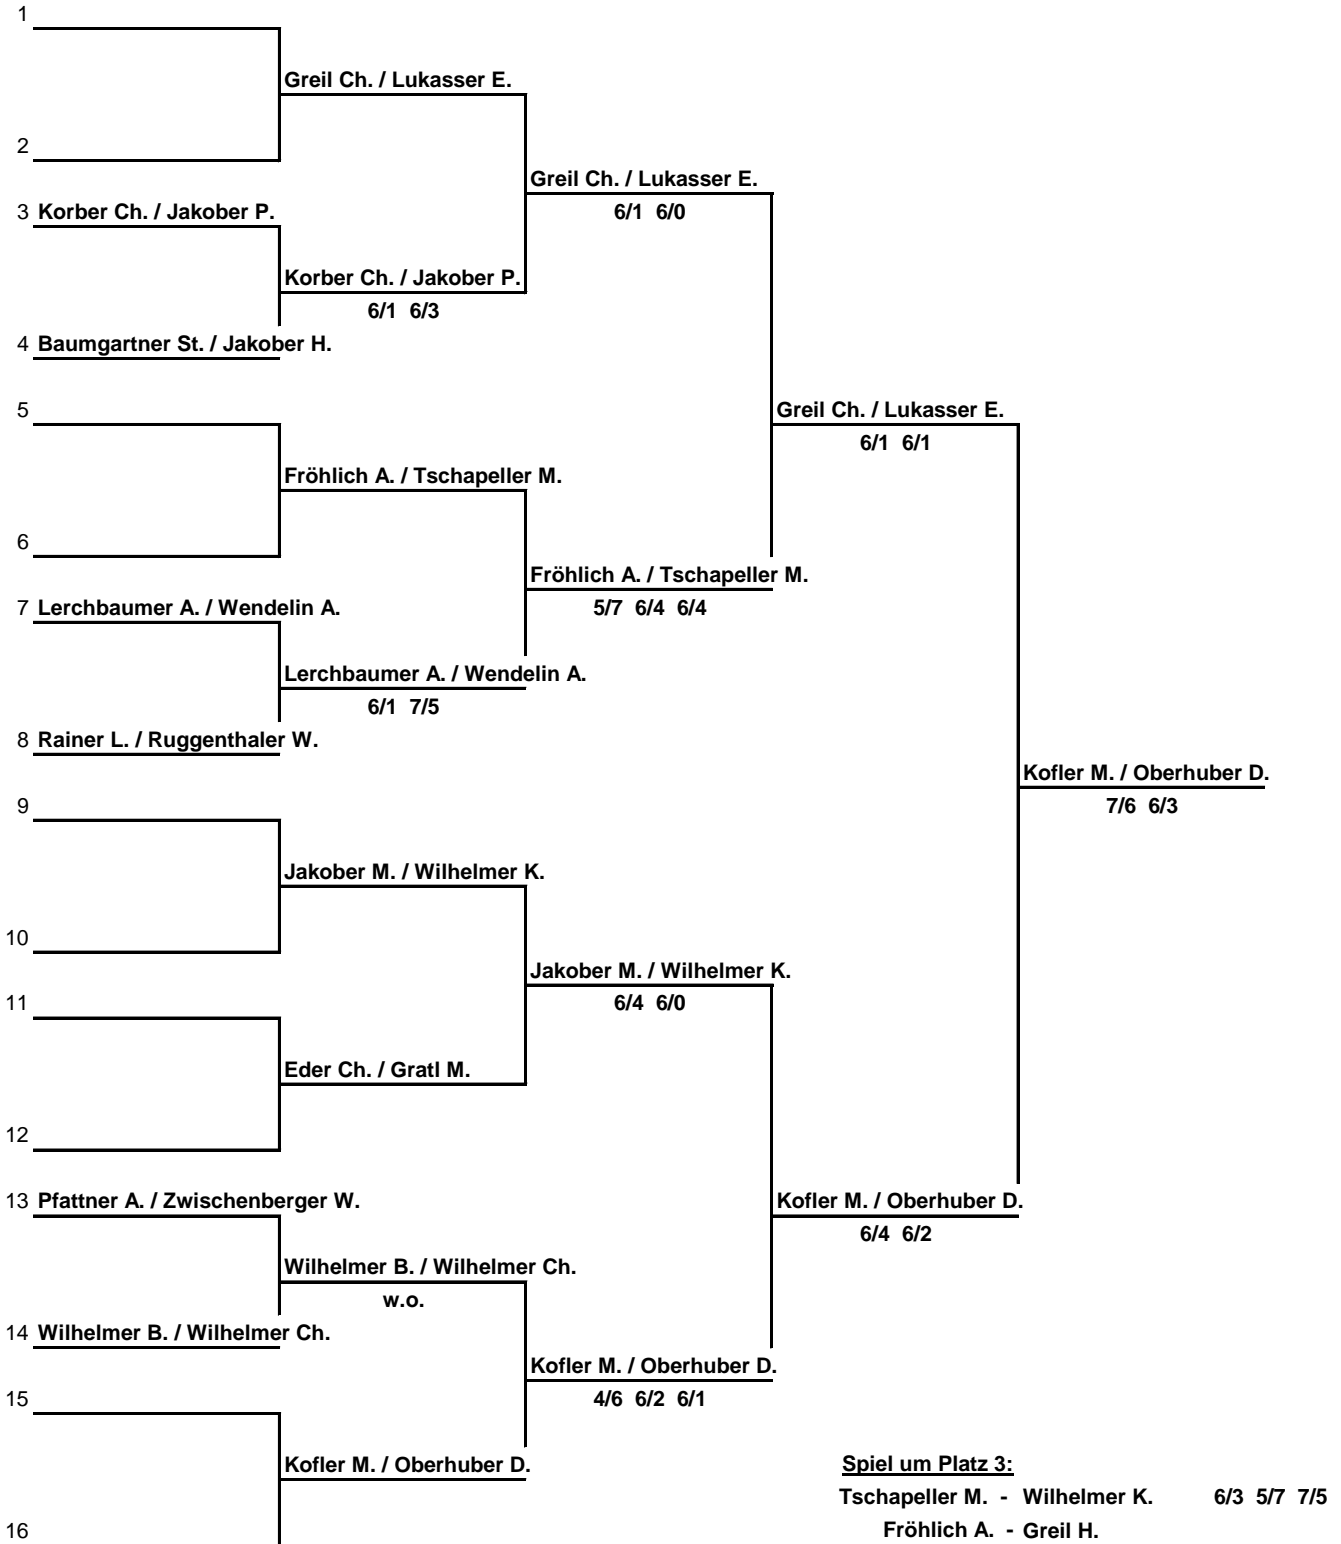 1
Greil Ch. / Lukasser E.
2
Greil Ch. / Lukasser E.
3 Korber Ch. / Jakober P.
6/1 6/0
Korber Ch. / Jakober P.
6/1 6/3
4 Baumgartner St. / Jakober H.
5
Greil Ch. / Lukasser E.
6/1 6/1
Fröhlich A. / Tschapeller M.
6
Fröhlich A. / Tschapeller M.
7 Lerchbaumer A. / Wendelin A.
5/7 6/4 6/4
Lerchbaumer A. / Wendelin A.
6/1 7/5
8 Rainer L. / Ruggenthaler W.
Kofler M. / Oberhuber D.
9
7/6 6/3
Jakober M. / Wilhelmer K.
10
Jakober M. / Wilhelmer K.
11
6/4 6/0
Eder Ch. / Gratl M.
12
13 Pfattner A. / Zwischenberger W.
Kofler M. / Oberhuber D.
6/4 6/2
Wilhelmer B. / Wilhelmer Ch.
w.o.
14 Wilhelmer B. / Wilhelmer Ch.
Kofler M. / Oberhuber D.
15
4/6 6/2 6/1
Kofler M. / Oberhuber D.
Spiel um Platz 3:
Tschapeller M. - Wilhelmer K. 6/3 5/7 7/5
16
Fröhlich A. - Greil H.